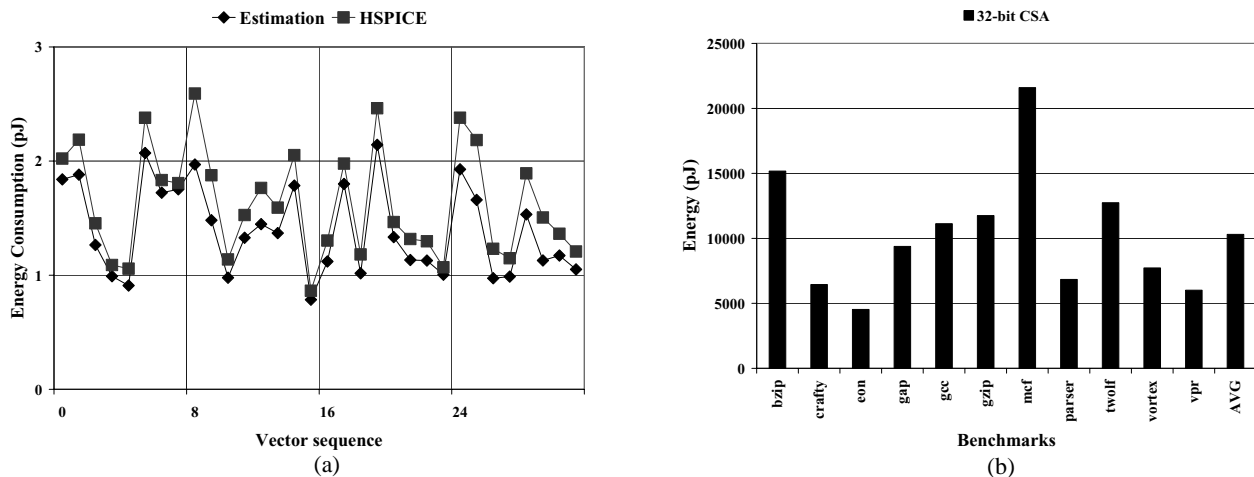 Estimation HSPICE
Energy Consumption (pJ)
3
2
1
0
0 8 16 24
Vector sequence
(a)
32-bit CSA
Energy (pJ)
25000
20000
15000
10000
5000
0
bzip crafty eon gap gcc gzip mcf parser twolf vortex vpr AVG
Benchmarks
(b)